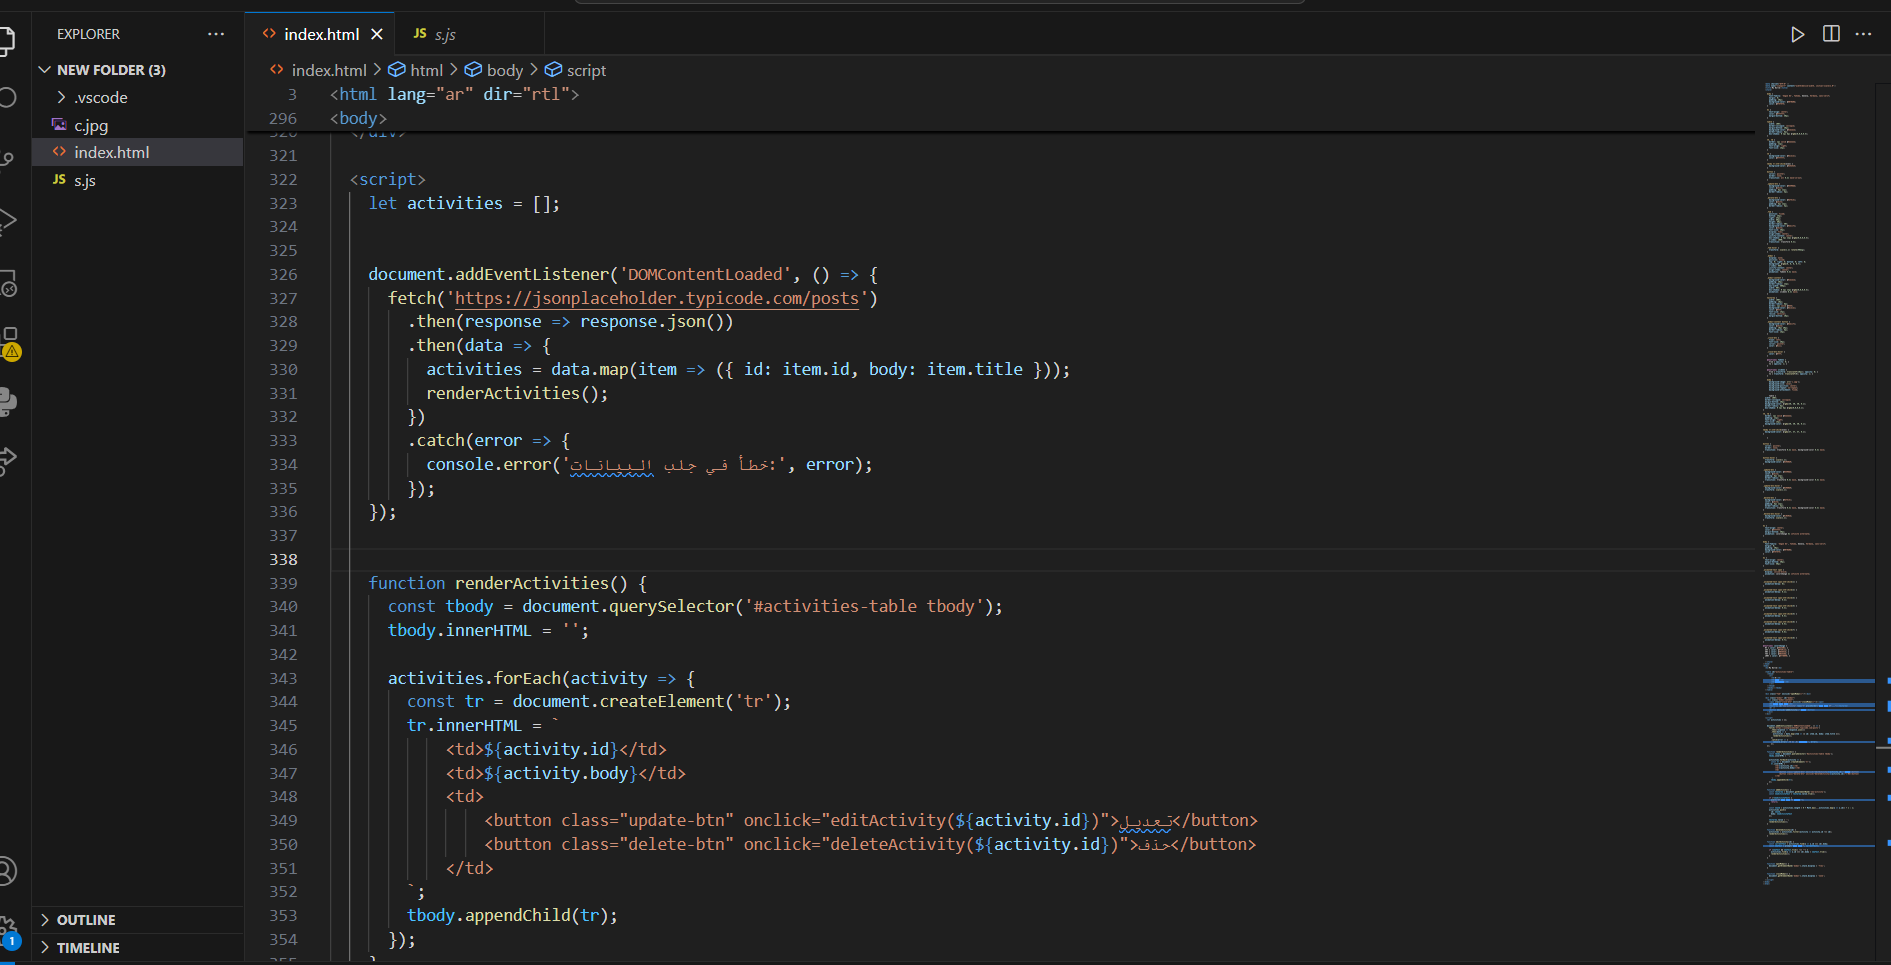 EXPLORER
NEW FOLDER (3)
.vscode
c.jpg
index.html
JS s.js
index.html
JS s.js
index.html > html > body > script
3 <html lang="ar" dir="rtl">
296 <body>
320 </div>
321
322 <script>
323 let activities = [];
324
325
326 document.addEventListener('DOMContentLoaded', () => {
327 fetch('https://jsonplaceholder.typicode.com/posts')
328 .then(response => response.json())
329 .then(data => {
330 activities = data.map(item => ({ id: item.id, body: item.title }));
331 renderActivities();
332 })
333 .catch(error => {
334 console.error('خطأ في جلب البيانات:', error);
335 });
336 });
337
338
339 function renderActivities() {
340 const tbody = document.querySelector('#activities-table tbody');
341 tbody.innerHTML = '';
342
343 activities.forEach(activity => {
344 const tr = document.createElement('tr');
345 tr.innerHTML = `
346 <td>${activity.id}</td>
347 <td>${activity.body}</td>
348 <td>
349 <button class="update-btn" onclick="editActivity(${activity.id})">تعديل</button>
350 <button class="delete-btn" onclick="deleteActivity(${activity.id})">حذف</button>
351 </td>
352 `;
353 tbody.appendChild(tr);
354 });
355 }
OUTLINE
TIMELINE
1